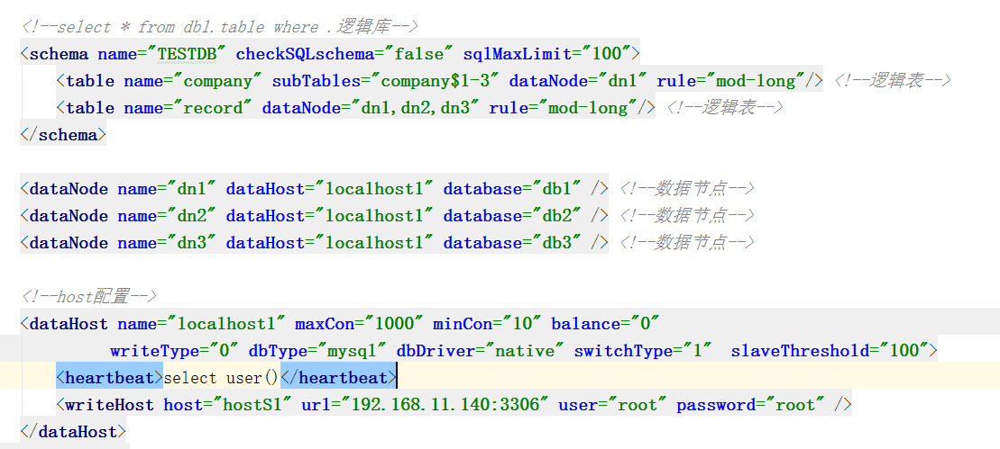 <!--select * from db1.table where .逻辑库-->
<schema name="TESTDB" checkSQLschema="false" sqlMaxLimit="100">
<table name="company" subTables="company$1-3" dataNode="dn1" rule="mod-long"/> <!--逻辑表-->
<table name="record" dataNode="dn1,dn2,dn3" rule="mod-long"/> <!--逻辑表-->
</schema>
<dataNode name="dn1" dataHost="localhost1" database="db1" /> <!--数据节点-->
<dataNode name="dn2" dataHost="localhost1" database="db2" /> <!--数据节点-->
<dataNode name="dn3" dataHost="localhost1" database="db3" /> <!--数据节点-->
<!--host配置-->
<dataHost name="localhost1" maxCon="1000" minCon="10" balance="0"
writeType="0" dbType="mysql" dbDriver="native" switchType="1" slaveThreshold="100">
<heartbeat>select user()</heartbeat>
<writeHost host="hostS1" url="192.168.11.140:3306" user="root" password="root" />
</dataHost>